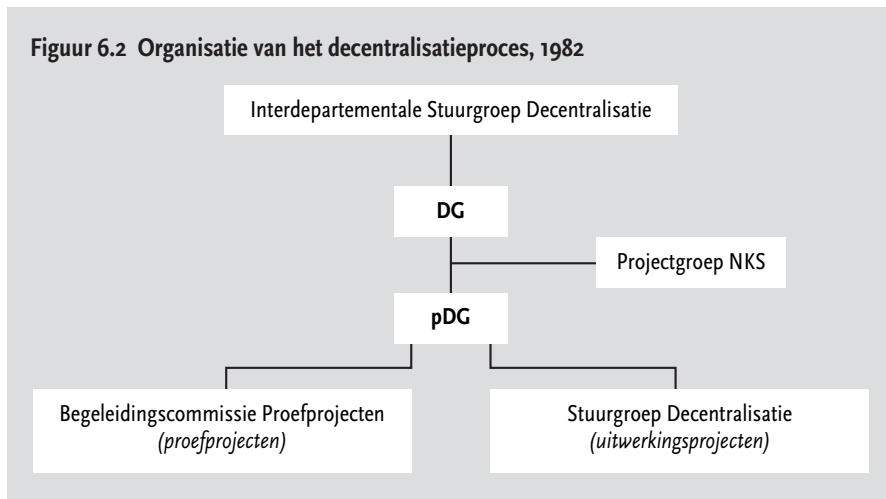 Figuur 6.2 Organisatie van het decentralisatieproces, 1982
Interdepartementale Stuurgroep Decentralisatie
DG
Projectgroep NKS
pDG
Begeleidingscommissie Proefprojecten
(proefprojecten)
Stuurgroep Decentralisatie
(uitwerkingsprojecten)